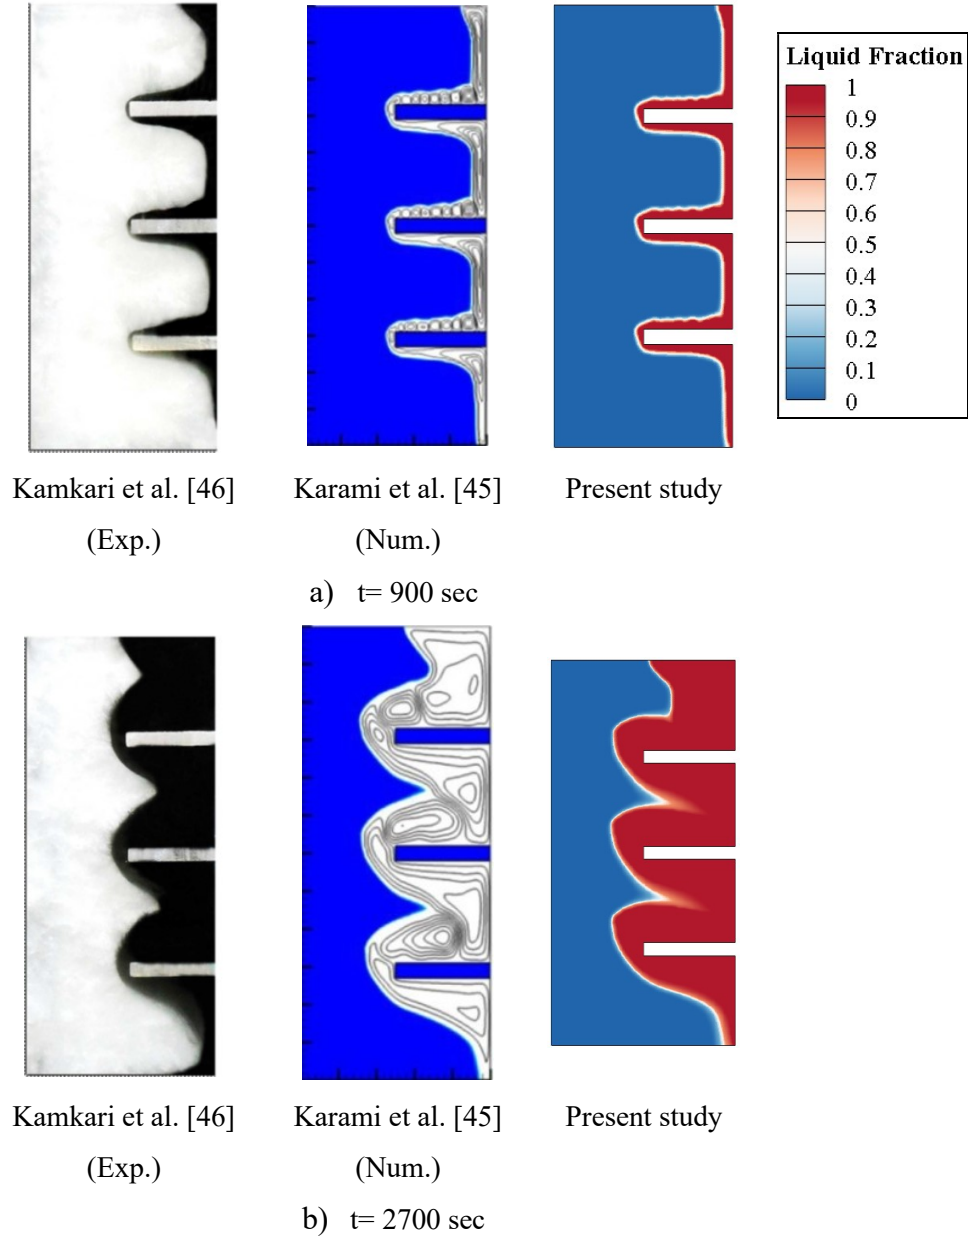 Liquid Fraction
1
0.9
0.8
0.7
0.6
0.5
0.4
0.3
0.2
0.1
0
Kamkari et al. [46]
(Exp.)
Karami et al. [45]
(Num.)
Present study
a) t= 900 sec
Kamkari et al. [46]
(Exp.)
Karami et al. [45]
(Num.)
Present study
b) t= 2700 sec